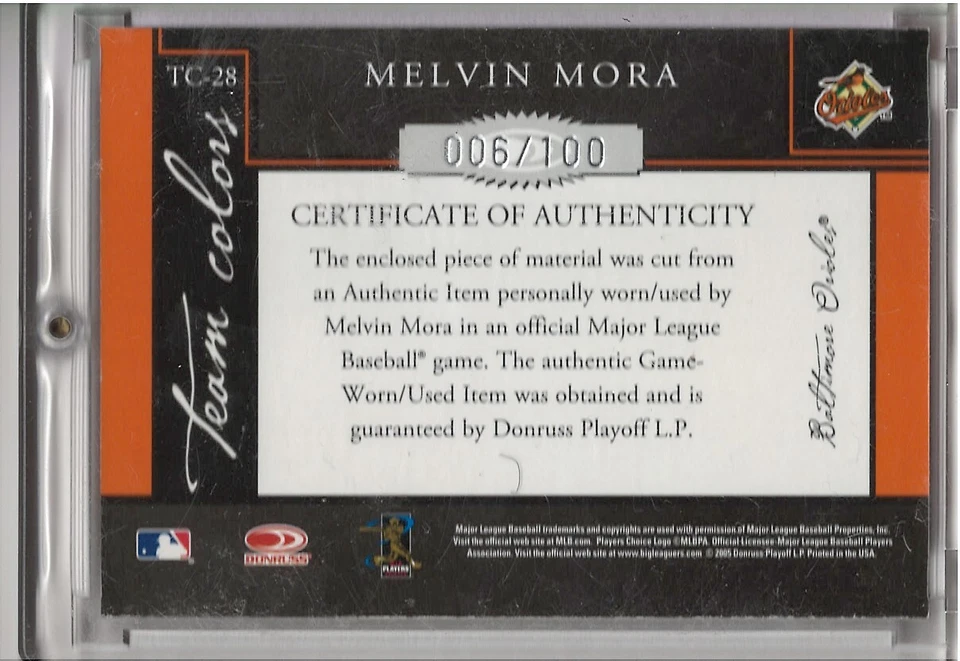 TC-28
MELVIN MORA
Orioles
006/100
Team colors
CERTIFICATE OF AUTHENTICITY
The enclosed piece of material was cut from
an Authentic Item personally worn/used by
Melvin Mora in an official Major League
Baseball® game. The authentic Game-
Worn/Used Item was obtained and is
guaranteed by Donruss Playoff L.P.
Baltimore Orioles®
DONRUSS
PLAYERS
Major League Baseball trademarks and copyrights are used with permission of Major League Baseball Properties, Inc.
Visit the official web site at MLB.com. Players Choice Logo ©MLBPA. Official Licensee-Major League Baseball Players
Association. Visit the official web site at www.bigleaguers.com © 2005 Donruss Playoff L.P. Printed in the USA.